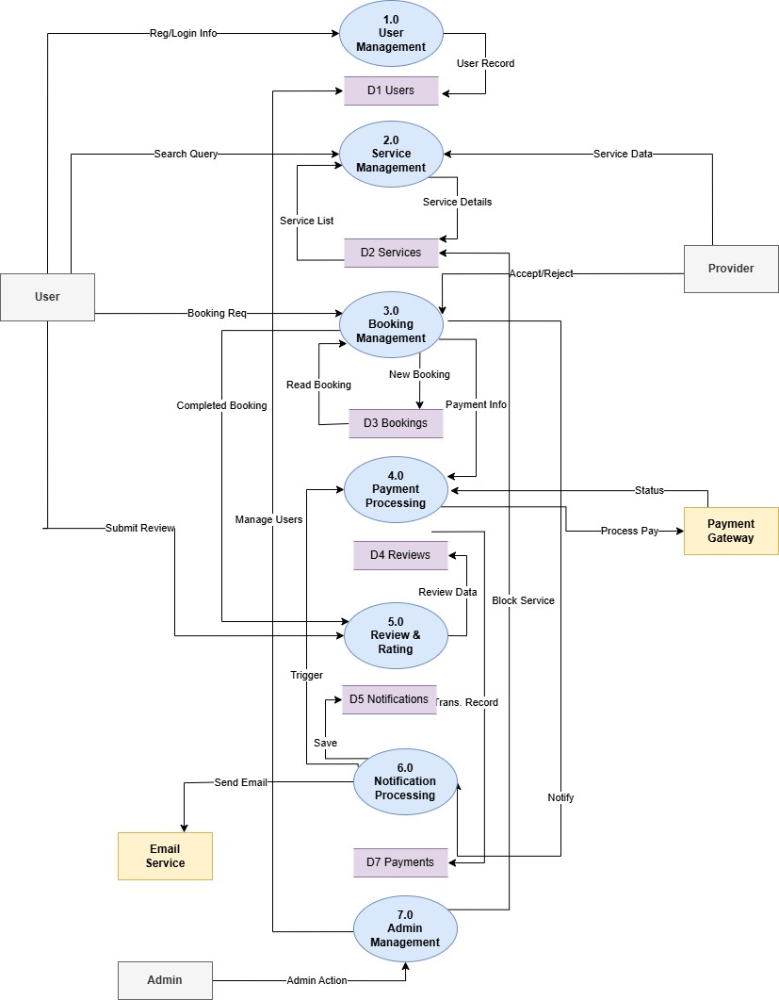 1.0
User
Management
Reg/Login Info
User Record
D1 Users
2.0
Service
Management
Search Query
Service Data
Service Details
Service List
D2 Services
Provider
Accept/Reject
User
3.0
Booking
Management
Booking Req
New Booking
Read Booking
Payment Info
Completed Booking
D3 Bookings
4.0
Payment
Processing
Status
Payment
Gateway
Process Pay
Manage Users
Submit Review
D4 Reviews
Review Data
Block Service
5.0
Review &
Rating
Trigger
D5 Notifications
Trans. Record
Save
6.0
Notification
Processing
Send Email
Notify
Email
Service
D7 Payments
7.0
Admin
Management
Admin
Admin Action